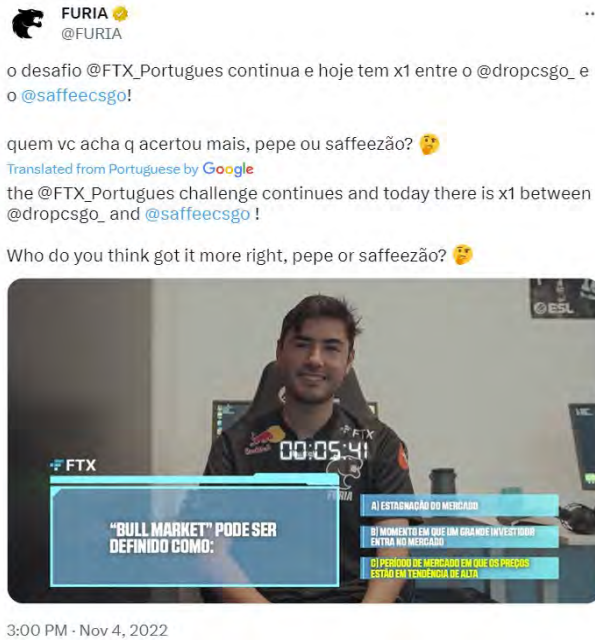 FURIA
@FURIA
o desafio @FTX_Portugues continua e hoje tem x1 entre o @dropcsgo_ e
o @saffeecsgo!
quem vc acha q acertou mais, pepe ou saffeezão? 🤔
Translated from Portuguese by Google
the @FTX_Portugues challenge continues and today there is x1 between
@dropcsgo_ and @saffeecsgo !
Who do you think got it more right, pepe or saffeezão? 🤔
ESL
FTX
Red Bull
00:05:41
FURIA
FTX
"BULL MARKET" PODE SER
DEFINIDO COMO:
A) ESTAGNAÇÃO DO MERCADO
B) MOMENTO EM QUE UM GRANDE INVESTIDOR
ENTRA NO MERCADO
C) PERÍODO DE MERCADO EM QUE OS PREÇOS
ESTÃO EM TENDÊNCIA DE ALTA
3:00 PM · Nov 4, 2022